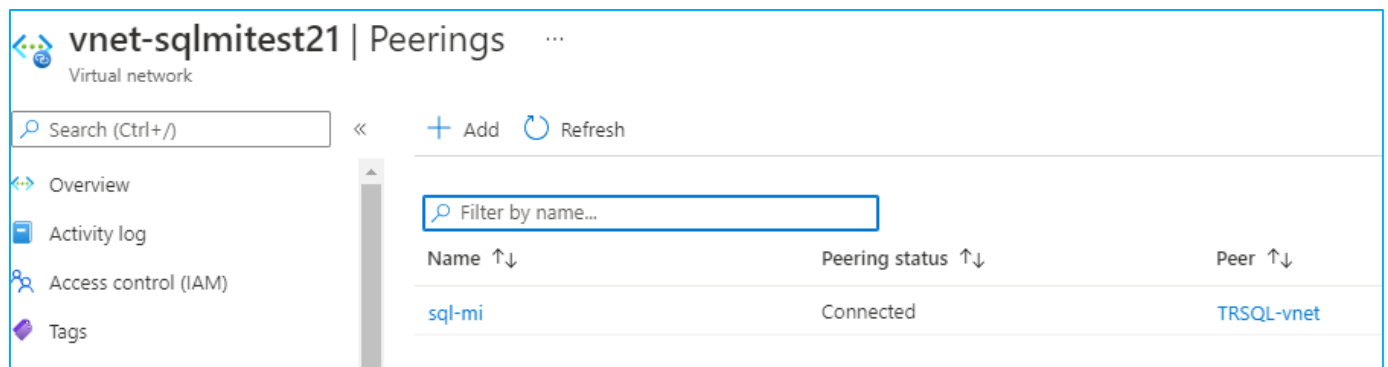 vnet-sqlmitest21 | Peerings ...
Virtual network
Search (Ctrl+/) «
Add Refresh
Overview
Activity log
Access control (IAM)
Tags
Filter by name...
Name ↑↓ Peering status ↑↓ Peer ↑↓
sql-mi Connected TRSQL-vnet